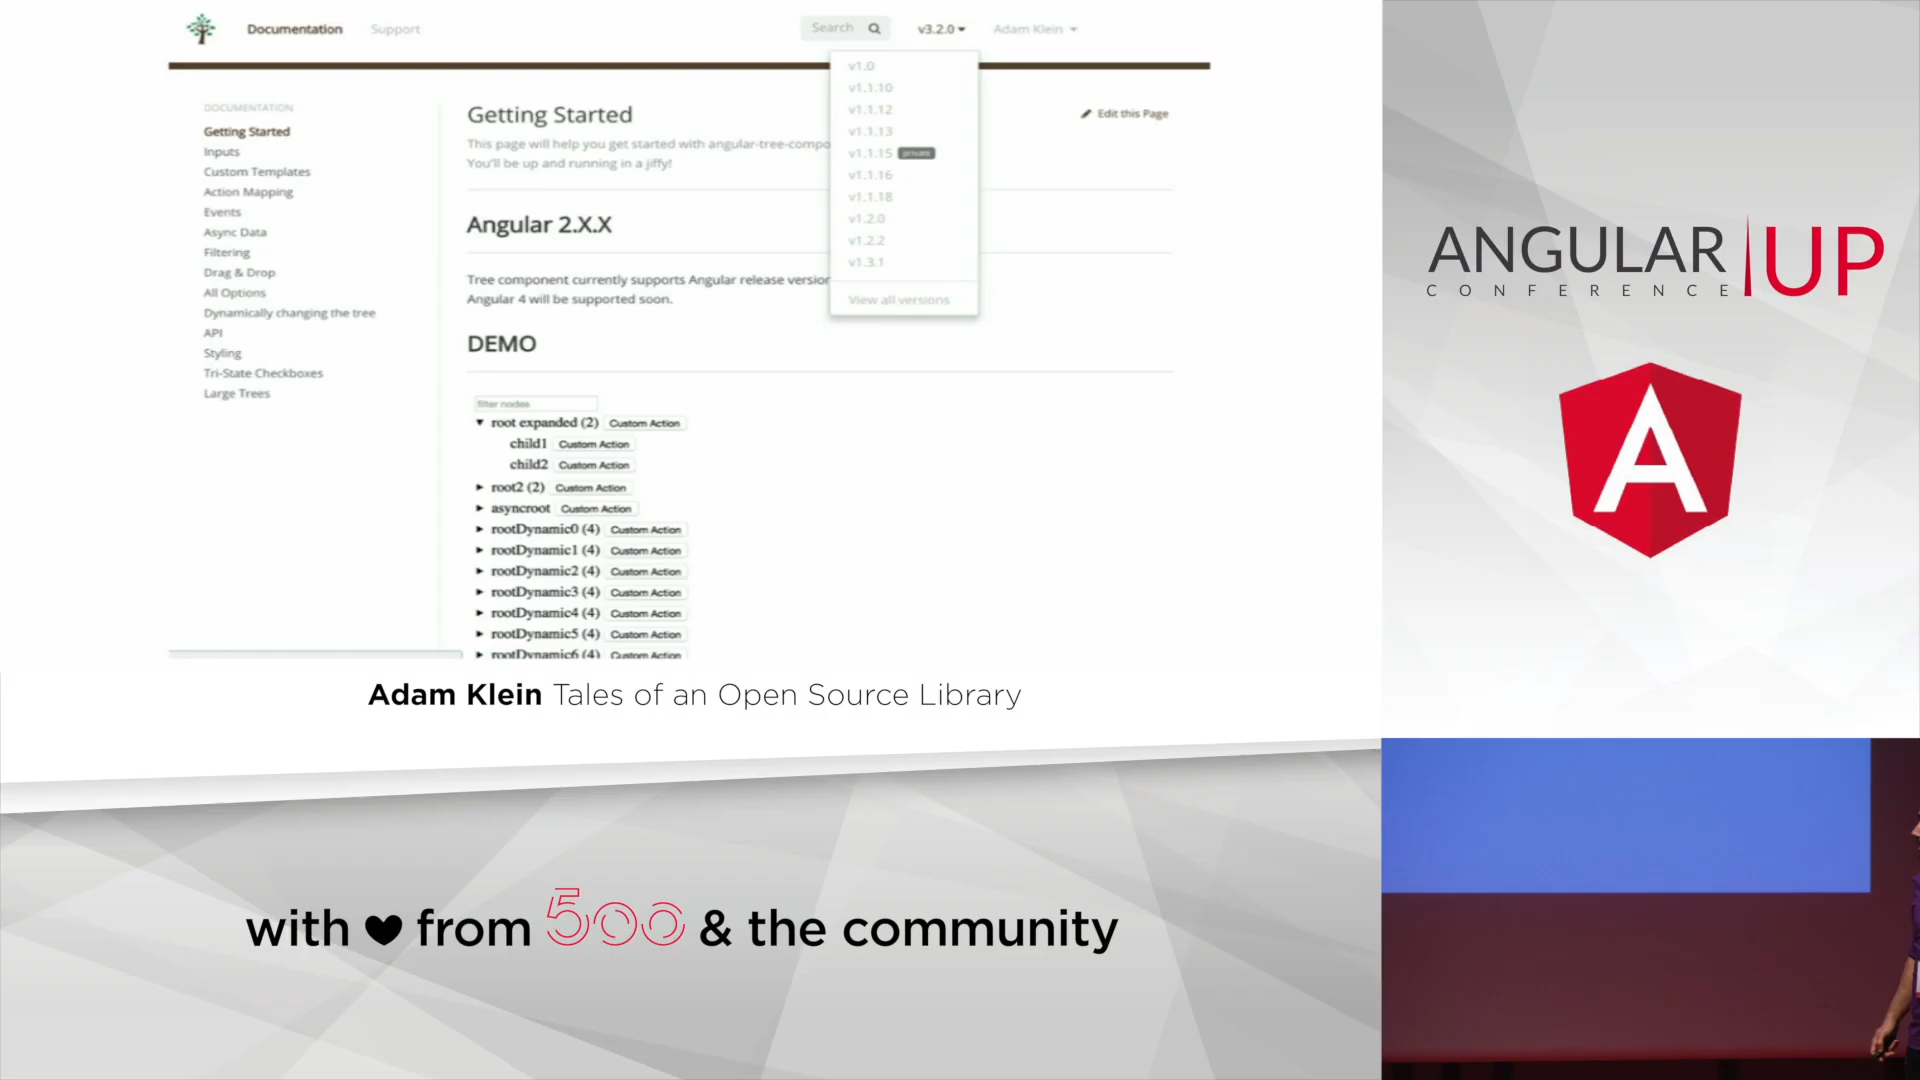 Documentation
Support
Search
v3.2.0
Adam Klein
v1.0
v1.1.10
v1.1.12
v1.1.13
v1.1.15 private
v1.1.16
v1.1.18
v1.2.0
v1.2.2
v1.3.1
View all versions
DOCUMENTATION
Getting Started
Inputs
Custom Templates
Action Mapping
Events
Async Data
Filtering
Drag & Drop
All Options
Dynamically changing the tree
API
Styling
Tri-State Checkboxes
Large Trees
Getting Started
Edit this Page
This page will help you get started with angular-tree-compo
You'll be up and running in a jiffy!
Angular 2.X.X
Tree component currently supports Angular release version
Angular 4 will be supported soon.
DEMO
filter nodes
root expanded (2) Custom Action
child1 Custom Action
child2 Custom Action
root2 (2) Custom Action
asyncroot Custom Action
rootDynamic0 (4) Custom Action
rootDynamic1 (4) Custom Action
rootDynamic2 (4) Custom Action
rootDynamic3 (4) Custom Action
rootDynamic4 (4) Custom Action
rootDynamic5 (4) Custom Action
rootDynamic6 (4) Custom Action
Adam Klein Tales of an Open Source Library
with from 500 & the community
ANGULAR UP
CONFERENCE
A